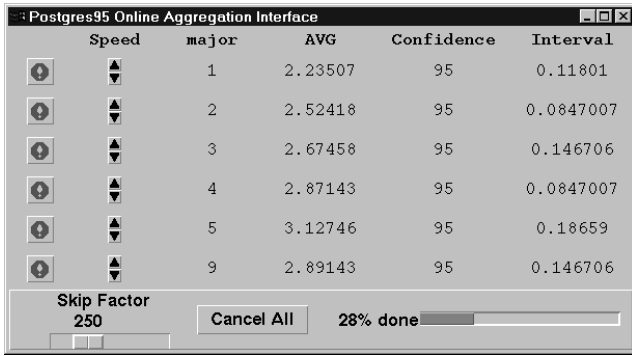 Postgres95 Online Aggregation Interface
Speed major AVG Confidence Interval
1 2.23507 95 0.11801
2 2.52418 95 0.0847007
3 2.67458 95 0.146706
4 2.87143 95 0.0847007
5 3.12746 95 0.18659
9 2.89143 95 0.146706
Skip Factor
250
Cancel All
28% done